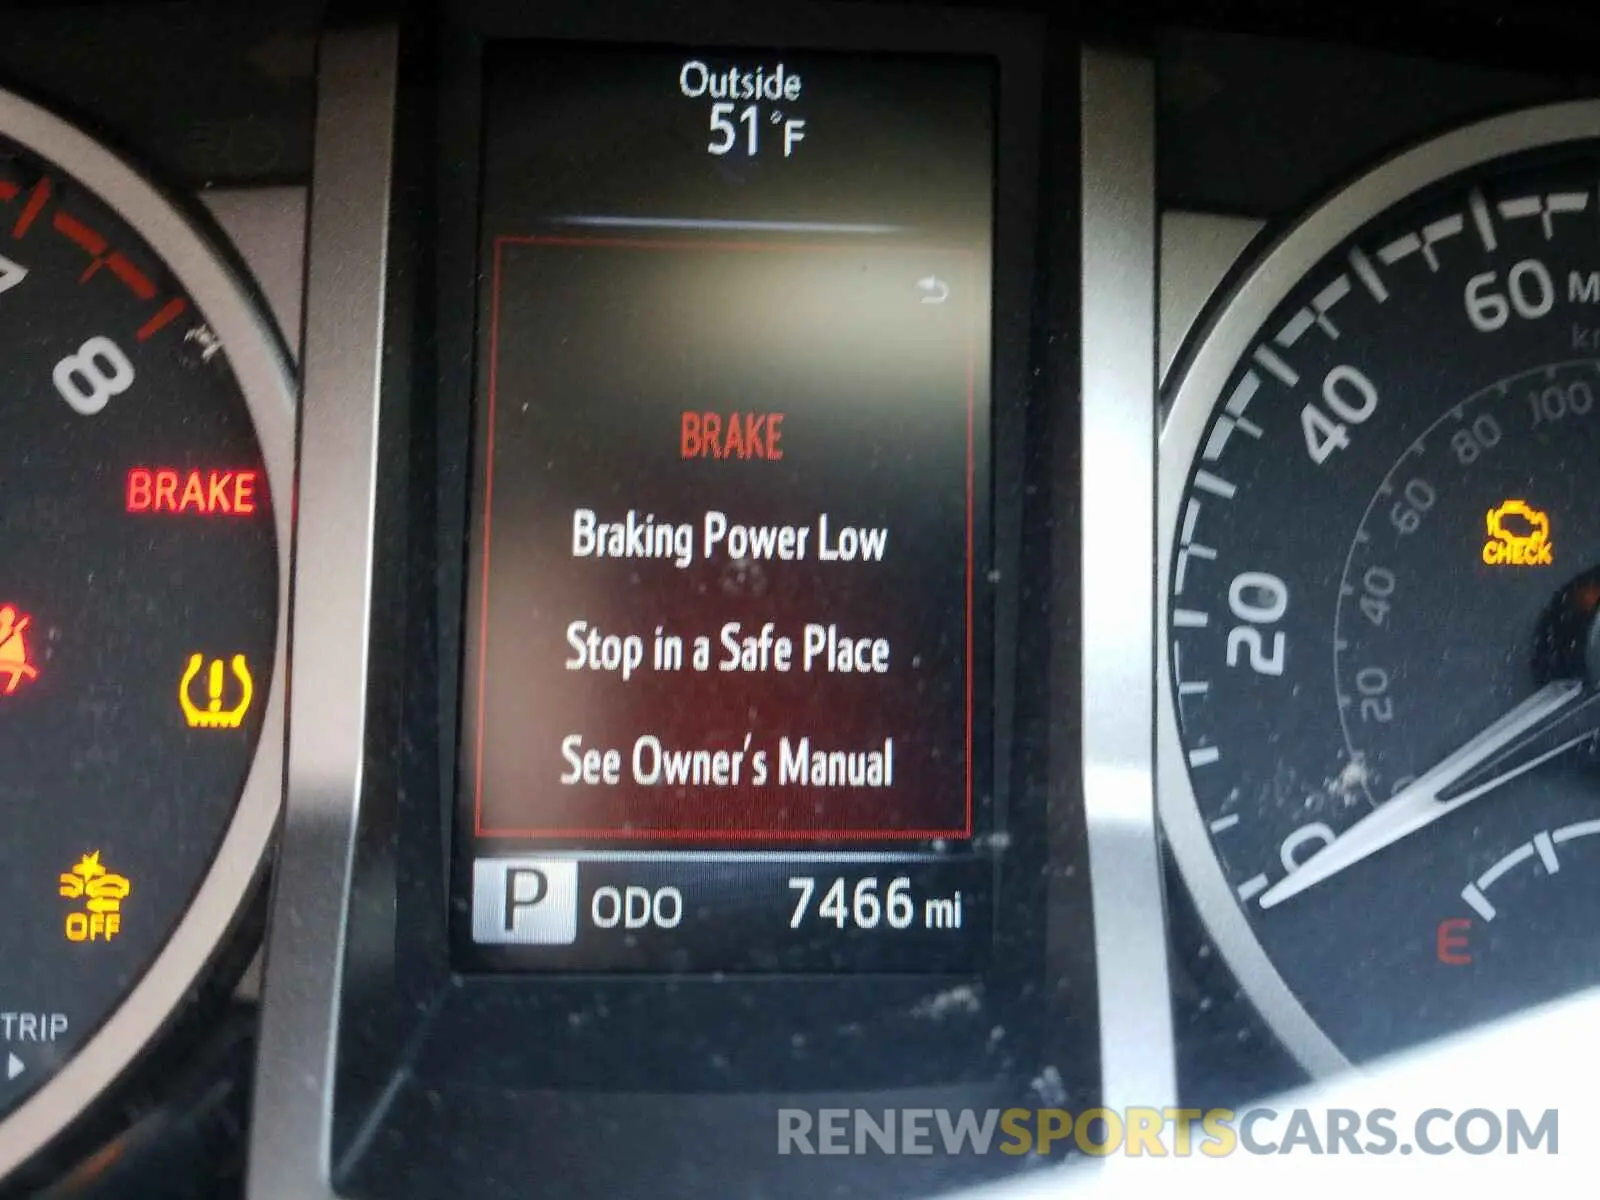 Outside
51°F
BRAKE
Braking Power Low
Stop in a Safe Place
See Owner's Manual
P ODO 7466 mi
8
BRAKE
OFF
TRIP
60
40
20
0
100
80
60
40
20
CHECK
E
RENEWSPORTSCARS.COM